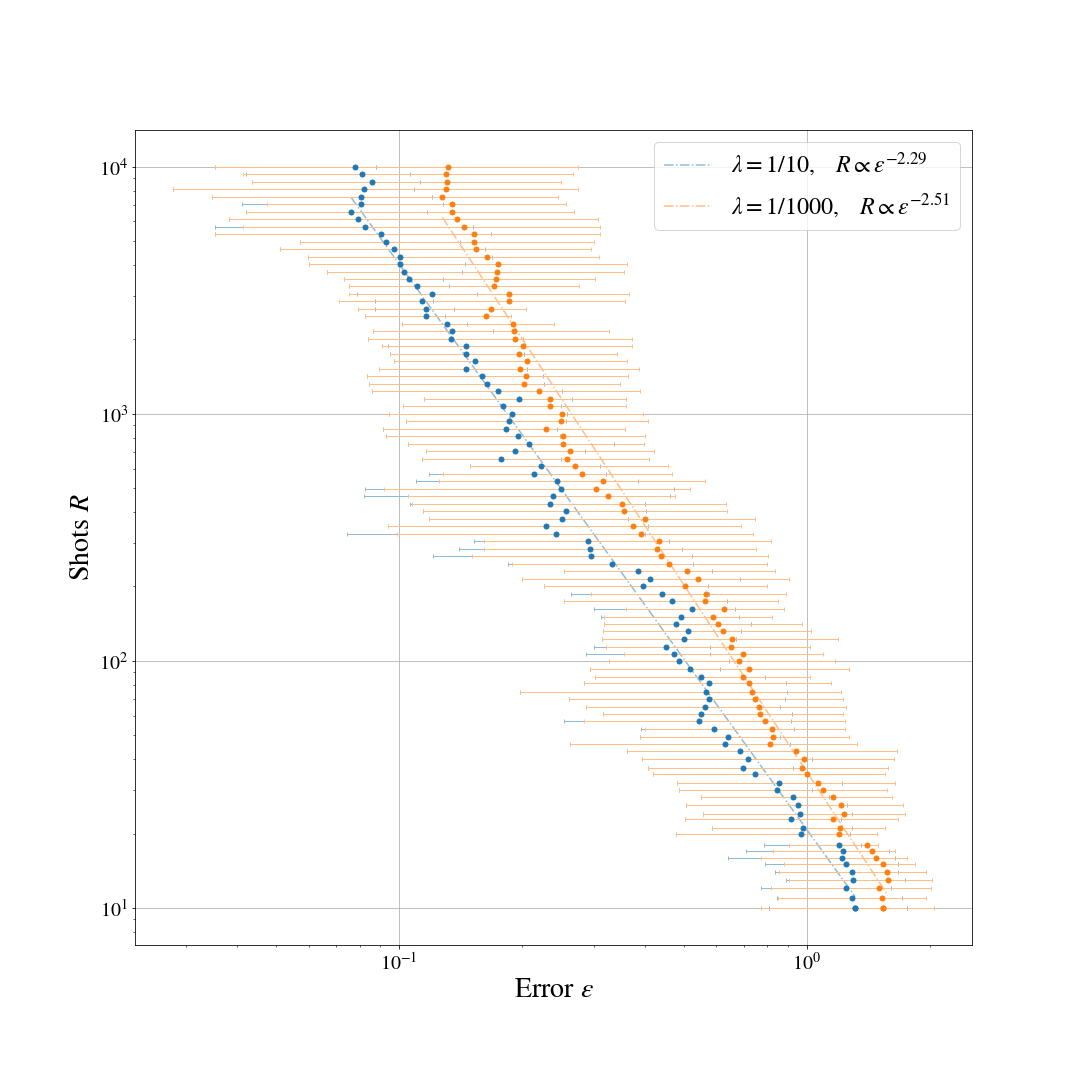 λ = 1/10, R ∝ ε^−2.29
λ = 1/1000, R ∝ ε^−2.51
10^4
10^3
10^2
10^1
Shots R
10^−1
10^0
Error ε